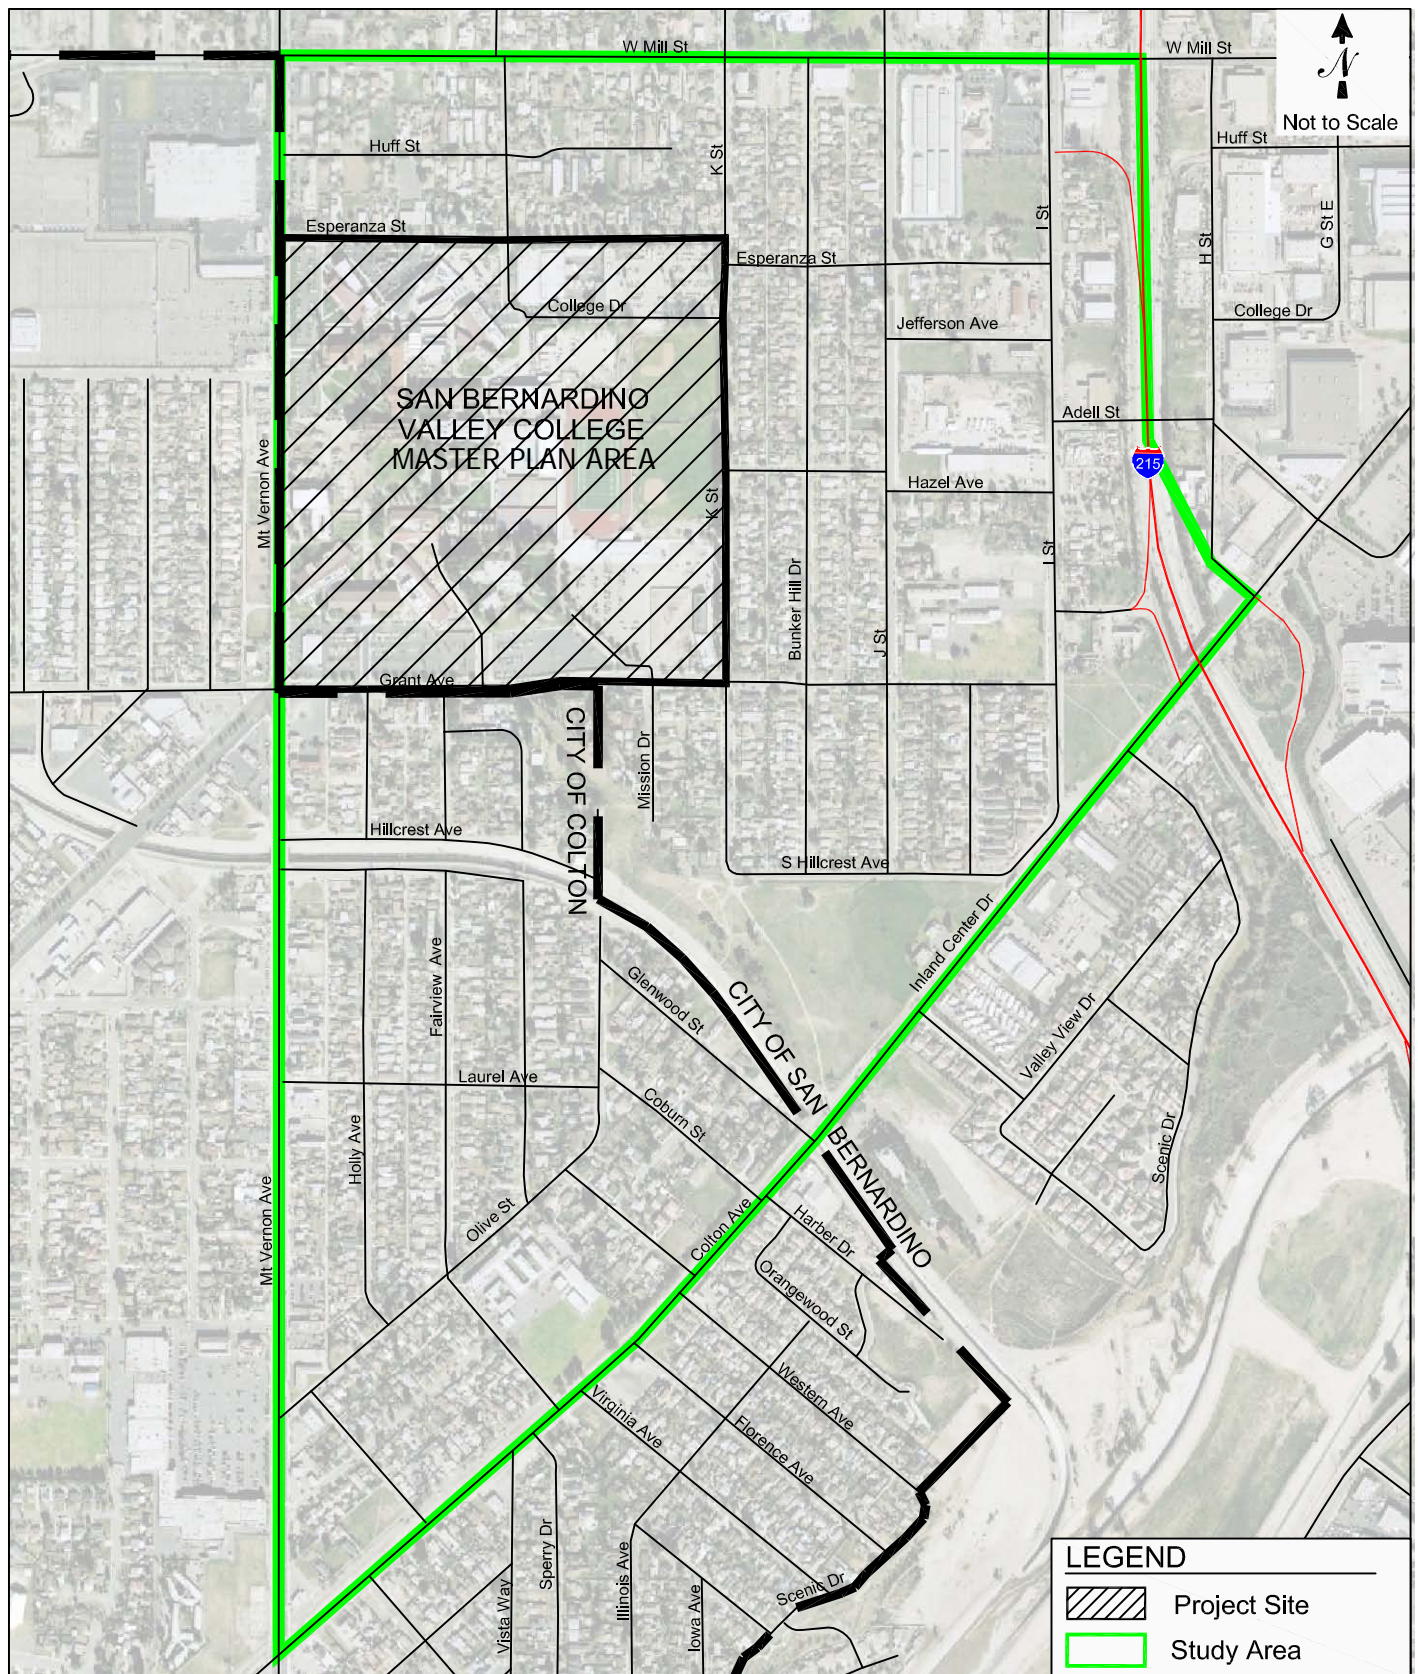 W Mill St
W Mill St
N
Not to Scale
Huff St
Huff St
K St
I St
H St
G St E
Esperanza St
Esperanza St
College Dr
College Dr
Jefferson Ave
SAN BERNARDINO
VALLEY COLLEGE
MASTER PLAN AREA
Adell St
215
Mt Vernon Ave
K St
Hazel Ave
I St
Bunker Hill Dr
J St
Grant Ave
CITY OF COLTON
Mission Dr
Hillcrest Ave
S Hillcrest Ave
Inland Center Dr
Fairview Ave
Glenwood St
CITY OF SAN BERNARDINO
Valley View Dr
Laurel Ave
Coburn St
Holly Ave
Scenic Dr
Mt Vernon Ave
Olive St
Colton Ave
Harber Dr
Orangewood St
Western Ave
Virginia Ave
Florence Ave
Sperry Dr
Vista Way
Illinois Ave
Iowa Ave
Scenic Dr
LEGEND
Project Site
Study Area